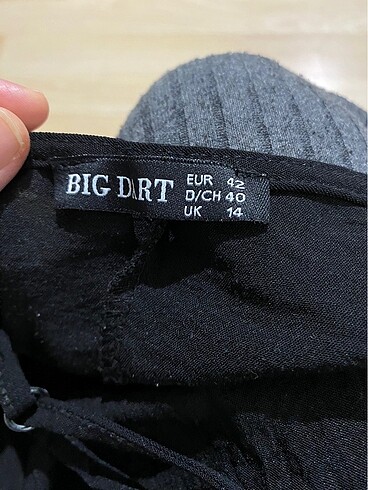 BIG DART
EUR 42
D/CH 40
UK 14